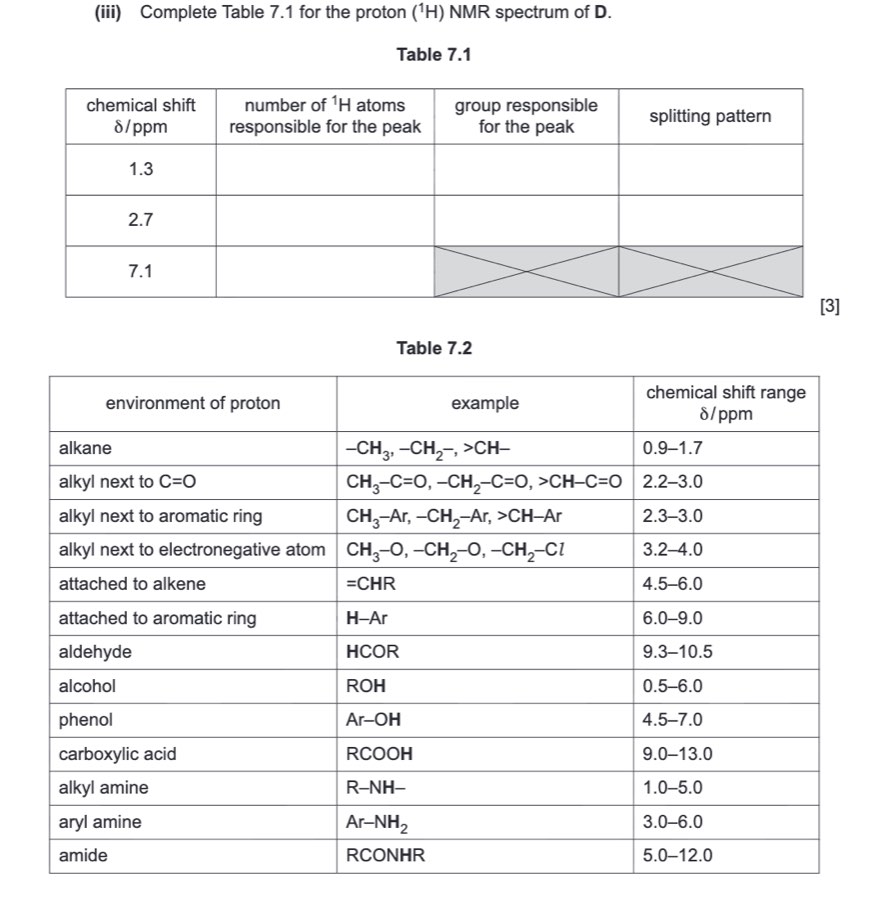 (iii) Complete Table 7.1 for the proton (¹H) NMR spectrum of D.
Table 7.1
chemical shift δ/ppm | number of ¹H atoms responsible for the peak | group responsible for the peak | splitting pattern
1.3
2.7
7.1
[3]
Table 7.2
environment of proton | example | chemical shift range δ/ppm
alkane | –CH₃, –CH₂–, >CH– | 0.9–1.7
alkyl next to C=O | CH₃–C=O, –CH₂–C=O, >CH–C=O | 2.2–3.0
alkyl next to aromatic ring | CH₃–Ar, –CH₂–Ar, >CH–Ar | 2.3–3.0
alkyl next to electronegative atom | CH₃–O, –CH₂–O, –CH₂–Cl | 3.2–4.0
attached to alkene | =CHR | 4.5–6.0
attached to aromatic ring | H–Ar | 6.0–9.0
aldehyde | HCOR | 9.3–10.5
alcohol | ROH | 0.5–6.0
phenol | Ar–OH | 4.5–7.0
carboxylic acid | RCOOH | 9.0–13.0
alkyl amine | R–NH– | 1.0–5.0
aryl amine | Ar–NH₂ | 3.0–6.0
amide | RCONHR | 5.0–12.0